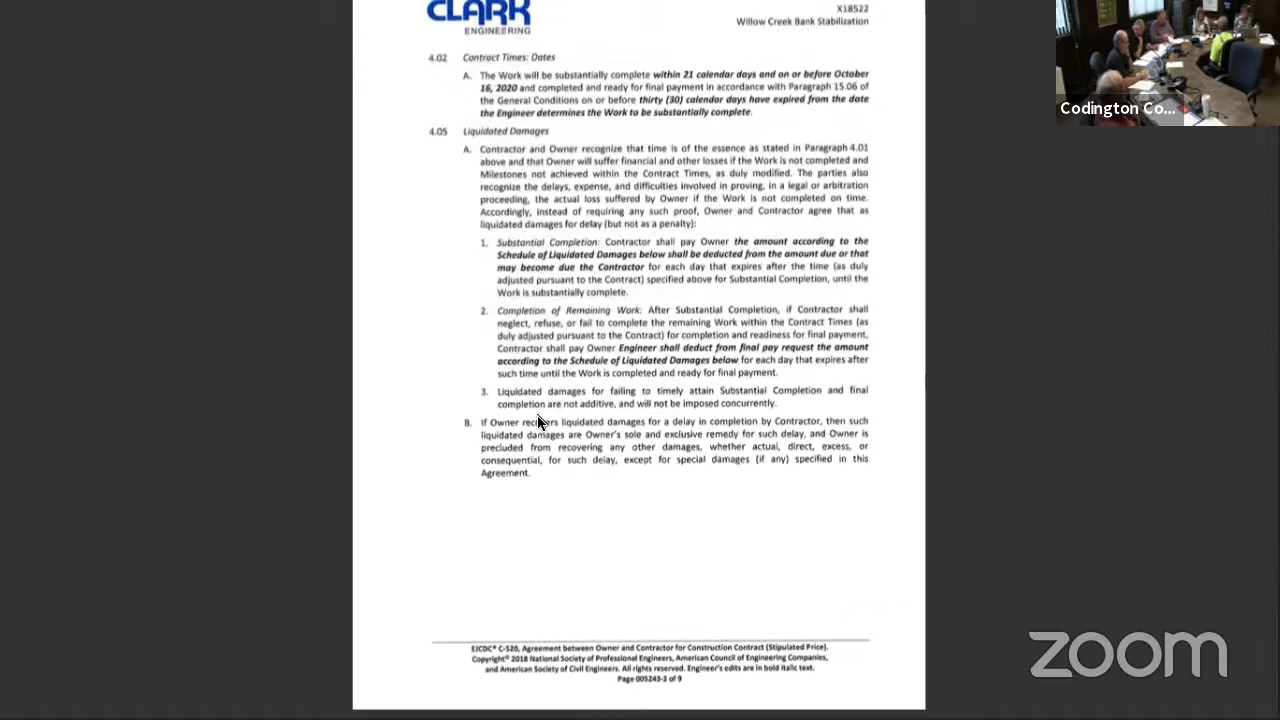 CLARK
ENGINEERING
X18522
Willow Creek Bank Stabilization
4.02 Contract Times: Dates
A. The Work will be substantially complete within 21 calendar days and on or before October
16, 2020 and completed and ready for final payment in accordance with Paragraph 15.06 of
the General Conditions on or before thirty (30) calendar days have expired from the date
the Engineer determines the Work to be substantially complete.
4.05 Liquidated Damages
A. Contractor and Owner recognize that time is of the essence as stated in Paragraph 4.01
above and that Owner will suffer financial and other losses if the Work is not completed and
Milestones not achieved within the Contract Times, as duly modified. The parties also
recognize the delays, expense, and difficulties involved in proving, in a legal or arbitration
proceeding, the actual loss suffered by Owner if the Work is not completed on time.
Accordingly, instead of requiring any such proof, Owner and Contractor agree that as
liquidated damages for delay (but not as a penalty):
1. Substantial Completion: Contractor shall pay Owner the amount according to the
Schedule of Liquidated Damages below shall be deducted from the amount due or that
may become due the Contractor for each day that expires after the time (as duly
adjusted pursuant to the Contract) specified above for Substantial Completion, until the
Work is substantially complete.
2. Completion of Remaining Work: After Substantial Completion, if Contractor shall
neglect, refuse, or fail to complete the remaining Work within the Contract Times (as
duly adjusted pursuant to the Contract) for completion and readiness for final payment,
Contractor shall pay Owner Engineer shall deduct from final pay request the amount
according to the Schedule of Liquidated Damages below for each day that expires after
such time until the Work is completed and ready for final payment.
3. Liquidated damages for failing to timely attain Substantial Completion and final
completion are not additive, and will not be imposed concurrently.
B. If Owner recovers liquidated damages for a delay in completion by Contractor, then such
liquidated damages are Owner's sole and exclusive remedy for such delay, and Owner is
precluded from recovering any other damages, whether actual, direct, excess, or
consequential, for such delay, except for special damages (if any) specified in this
Agreement.
EJCDC® C-520, Agreement between Owner and Contractor for Construction Contract (Stipulated Price).
Copyright© 2018 National Society of Professional Engineers, American Council of Engineering Companies,
and American Society of Civil Engineers. All rights reserved. Engineer's edits are in bold italic text.
Page 005243-2 of 9
Codington Co...
zoom